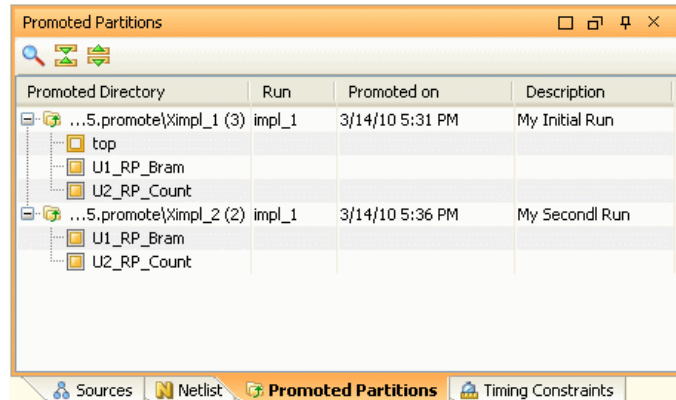 Promoted Partitions
Promoted Directory Run Promoted on Description
...5.promote\Ximpl_1 (3) impl_1 3/14/10 5:31 PM My Initial Run
top
U1_RP_Bram
U2_RP_Count
...5.promote\Ximpl_2 (2) impl_1 3/14/10 5:36 PM My Secondl Run
U1_RP_Bram
U2_RP_Count
Sources Netlist Promoted Partitions Timing Constraints